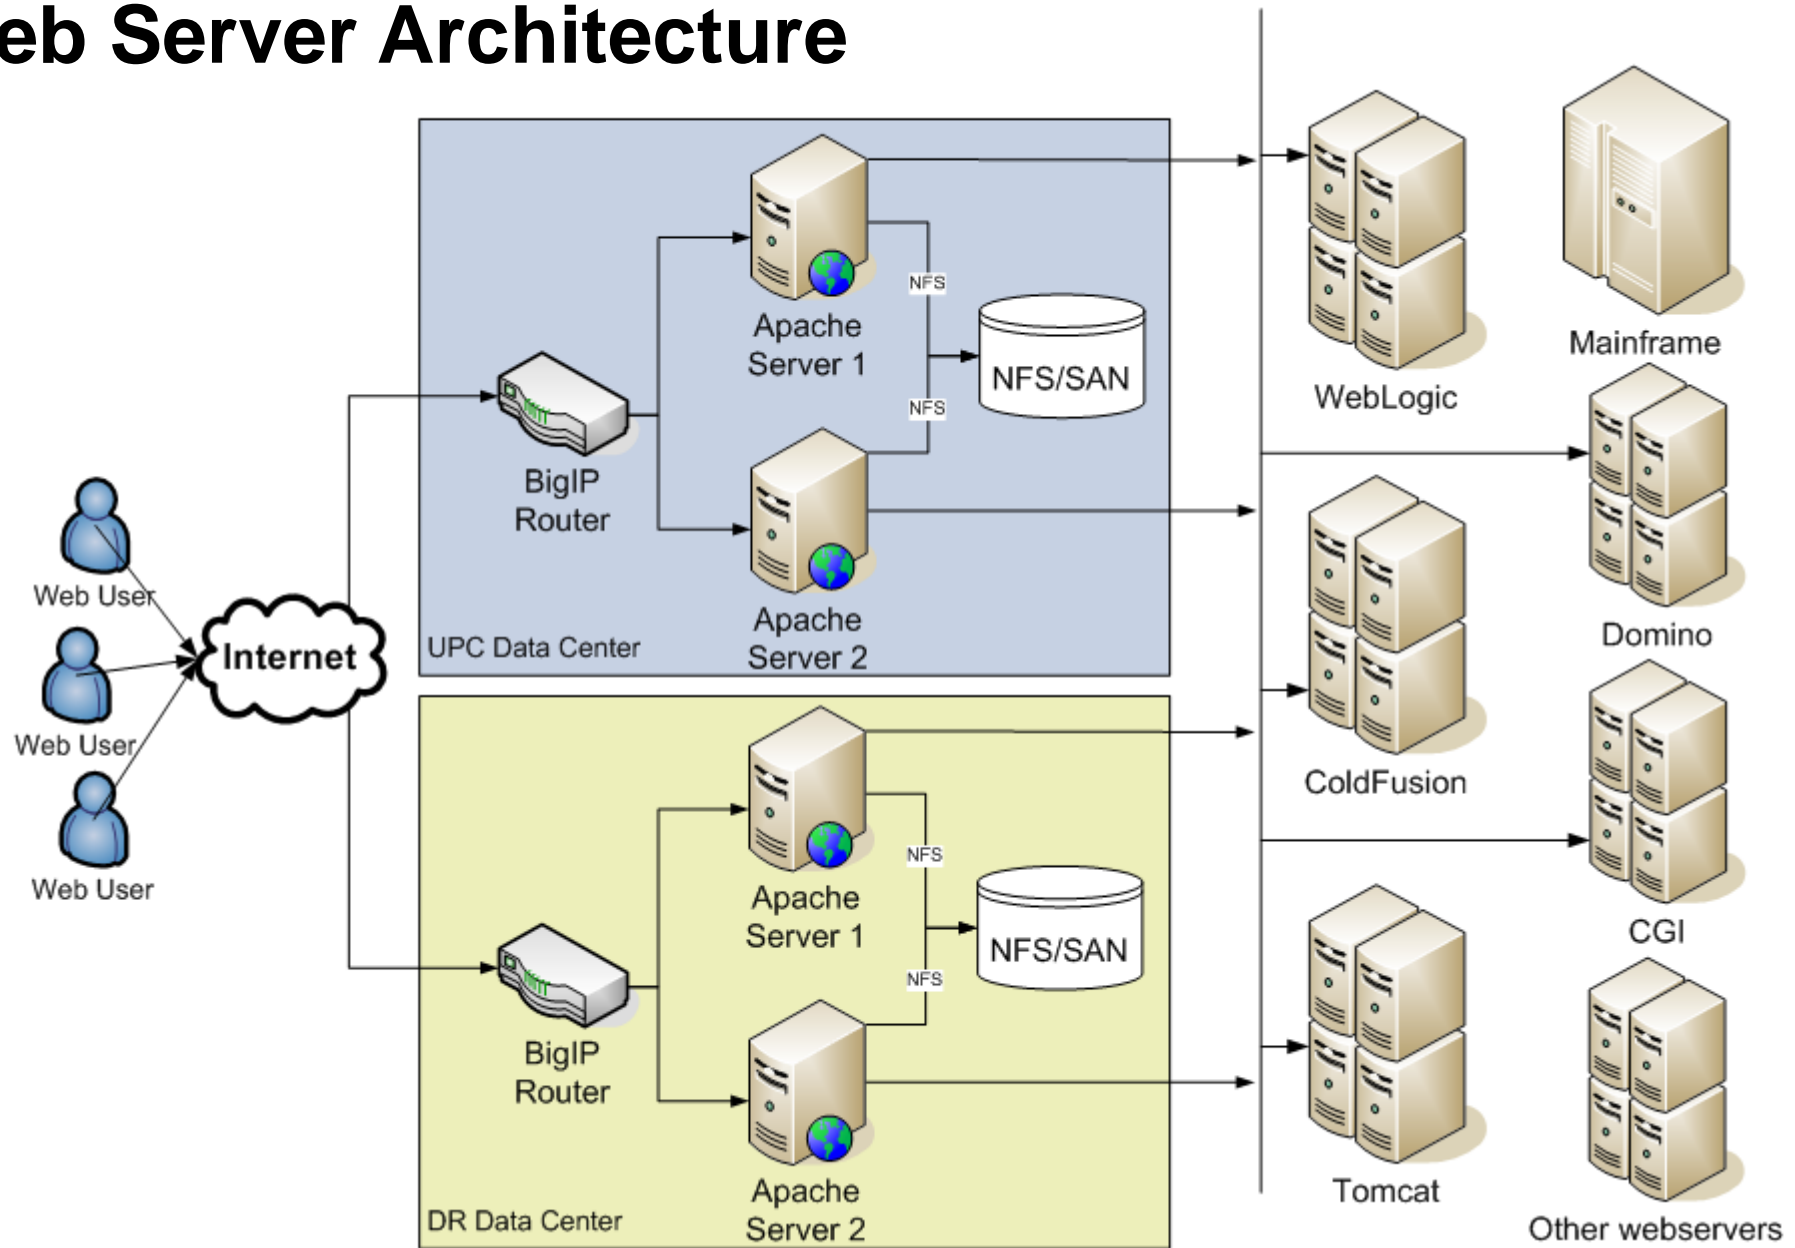 eb Server Architecture
Web User
Web User
Web User
Internet
BigIP
Router
Apache
Server 1
NFS
NFS
NFS/SAN
Apache
Server 2
UPC Data Center
BigIP
Router
Apache
Server 1
NFS
NFS
NFS/SAN
Apache
Server 2
DR Data Center
WebLogic
Mainframe
Domino
ColdFusion
CGI
Tomcat
Other webservers